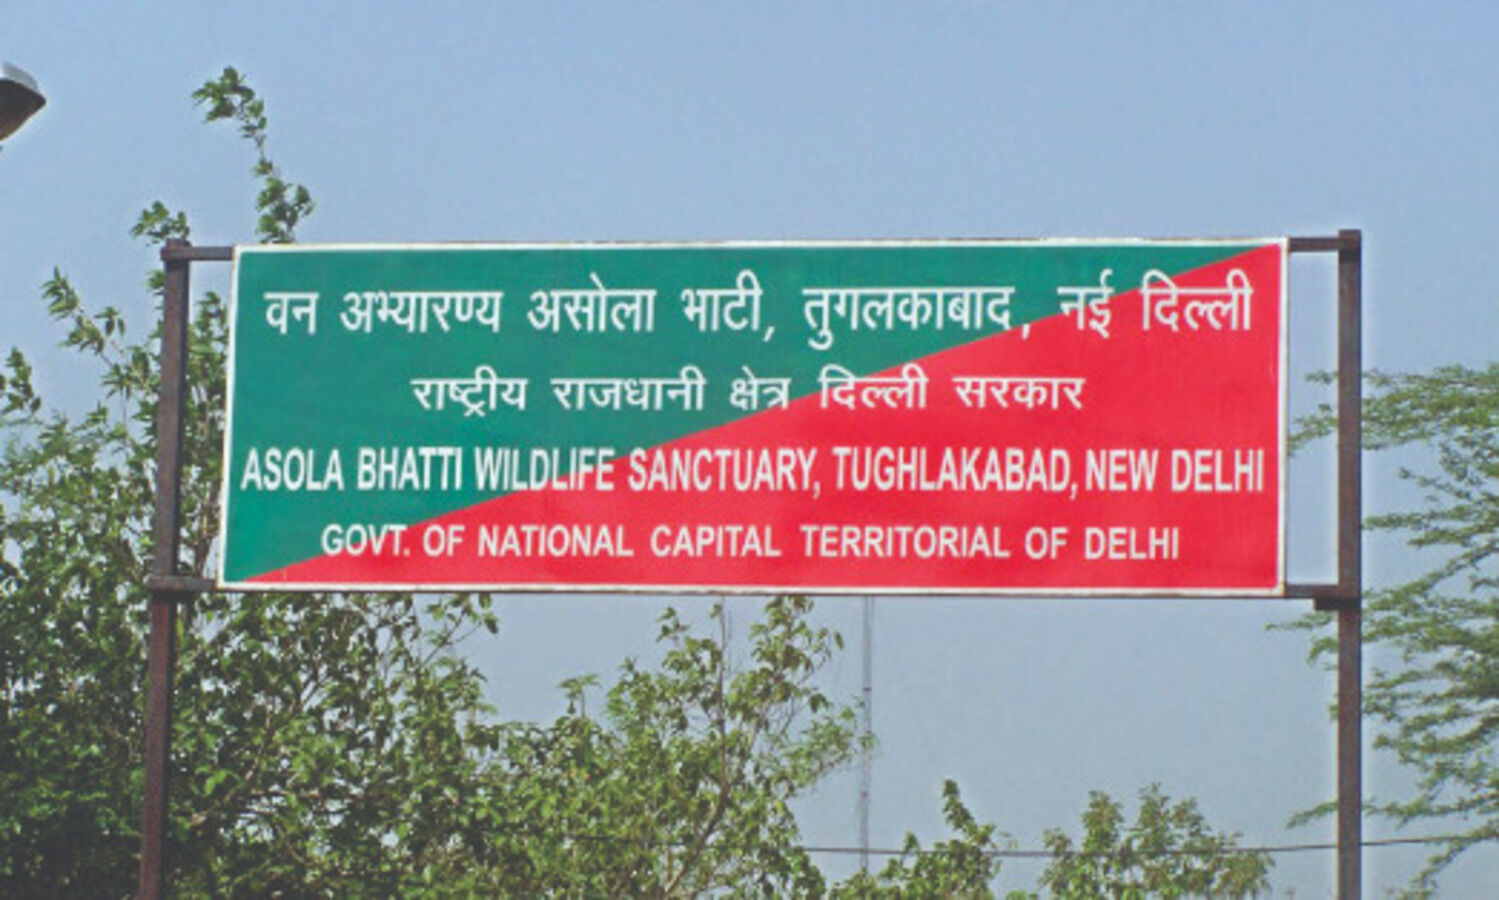 वन अभ्यारण्य असोला भाटी, तुगलकाबाद, नई दिल्ली
राष्ट्रीय राजधानी क्षेत्र दिल्ली सरकार
ASOLA BHATTI WILDLIFE SANCTUARY, TUGHLAKABAD, NEW DELHI
GOVT. OF NATIONAL CAPITAL TERRITORIAL OF DELHI